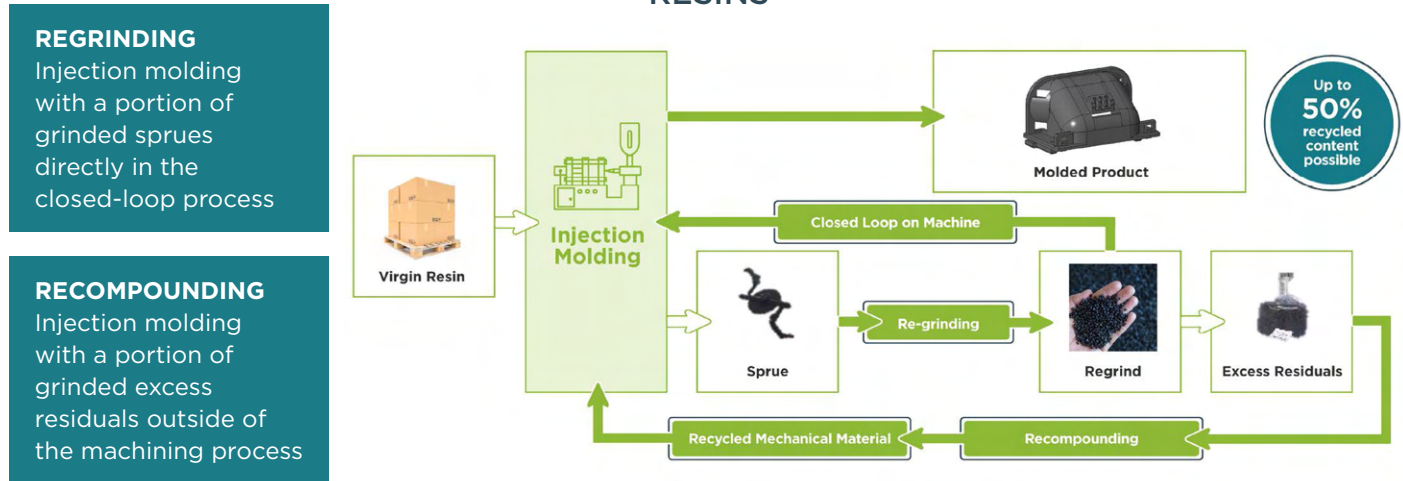 RESINS
REGRINDING
Injection molding
with a portion of
grinded sprues
directly in the
closed-loop process
RECOMPOUNDING
Injection molding
with a portion of
grinded excess
residuals outside of
the machining process
Virgin Resin
Injection
Molding
Molded Product
Up to
50%
recycled
content
possible
Closed Loop on Machine
Sprue
Re-grinding
Regrind
Excess Residuals
Recycled Mechanical Material
Recompounding